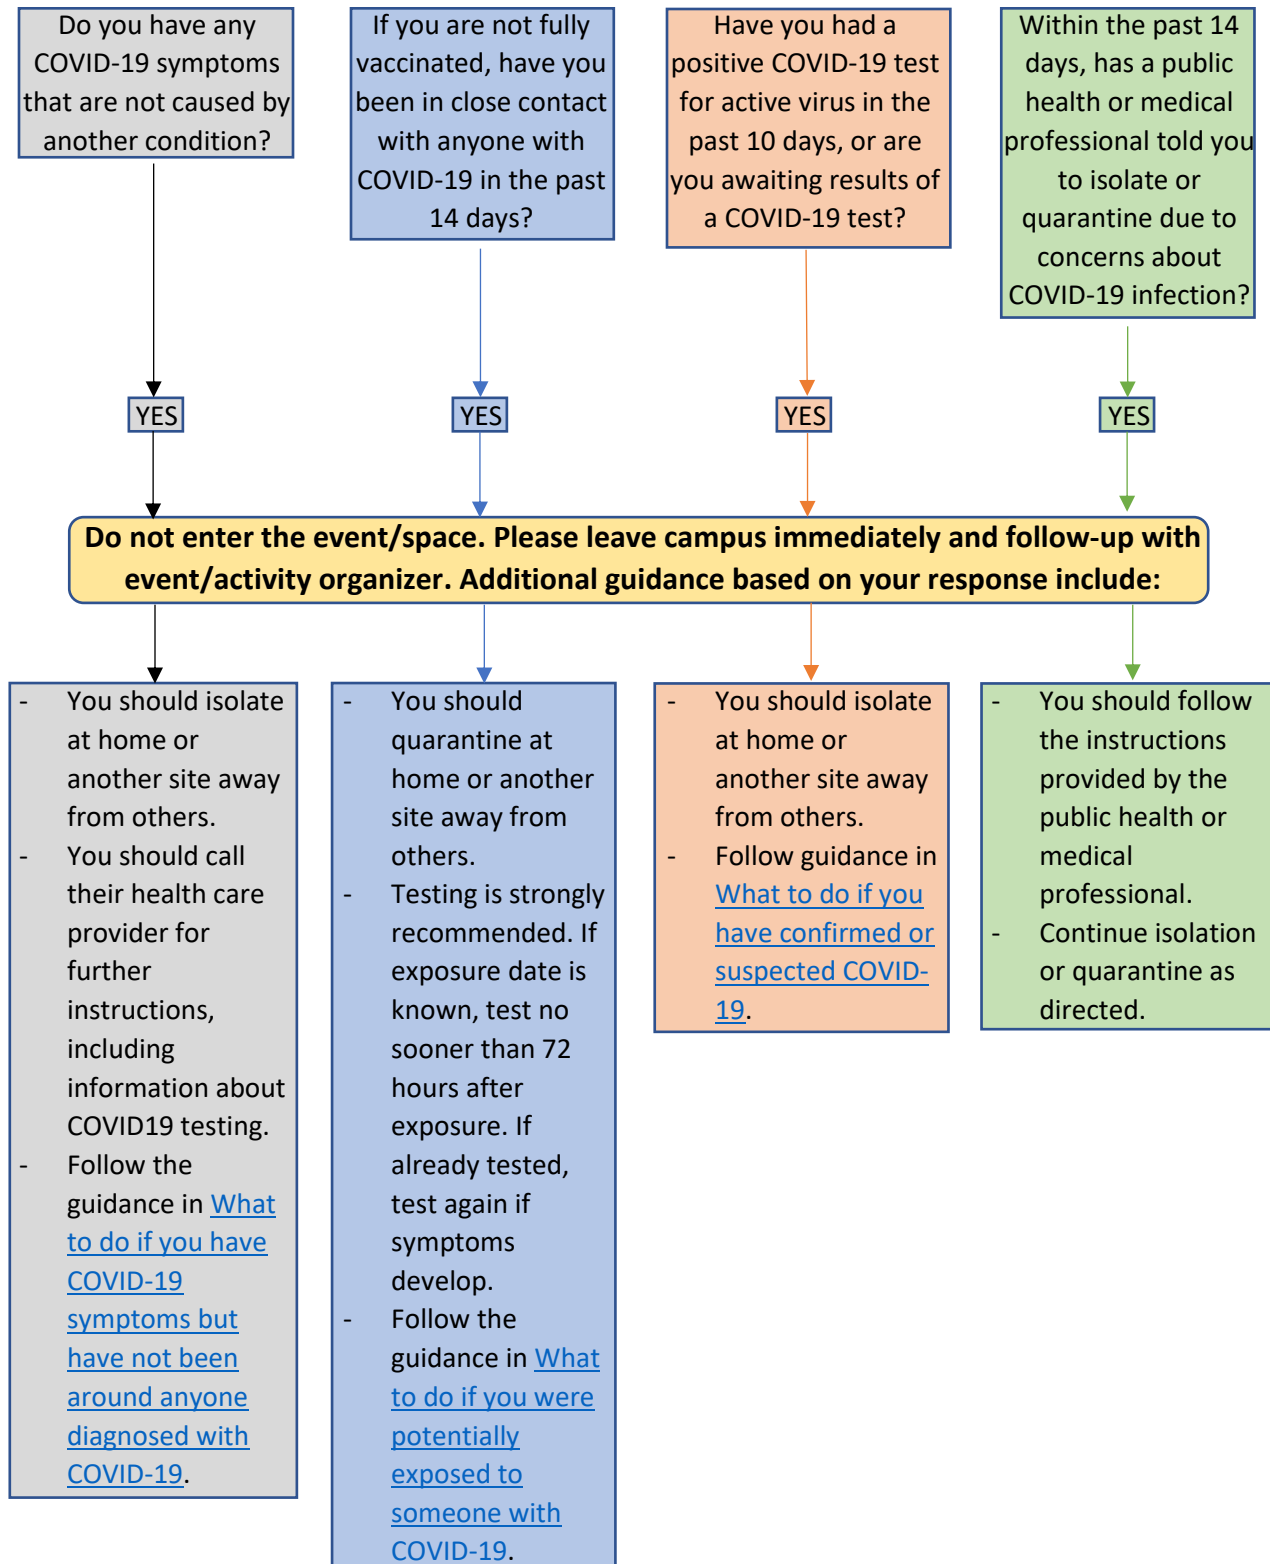 Do you have any
COVID-19 symptoms
that are not caused by
another condition?
If you are not fully
vaccinated, have you
been in close contact
with anyone with
COVID-19 in the past
14 days?
Have you had a
positive COVID-19 test
for active virus in the
past 10 days, or are
you awaiting results of
a COVID-19 test?
Within the past 14
days, has a public
health or medical
professional told you
to isolate or
quarantine due to
concerns about
COVID-19 infection?
YES
YES
YES
YES
Do not enter the event/space. Please leave campus immediately and follow-up with
event/activity organizer. Additional guidance based on your response include:
- You should isolate
at home or
another site away
from others.
- You should call
their health care
provider for
further
instructions,
including
information about
COVID19 testing.
- Follow the
guidance in What
to do if you have
COVID-19
symptoms but
have not been
around anyone
diagnosed with
COVID-19.
- You should
quarantine at
home or another
site away from
others.
- Testing is strongly
recommended. If
exposure date is
known, test no
sooner than 72
hours after
exposure. If
already tested,
test again if
symptoms
develop.
- Follow the
guidance in What
to do if you were
potentially
exposed to
someone with
COVID-19.
- You should isolate
at home or
another site away
from others.
- Follow guidance in
What to do if you
have confirmed or
suspected COVID-
19.
- You should follow
the instructions
provided by the
public health or
medical
professional.
- Continue isolation
or quarantine as
directed.